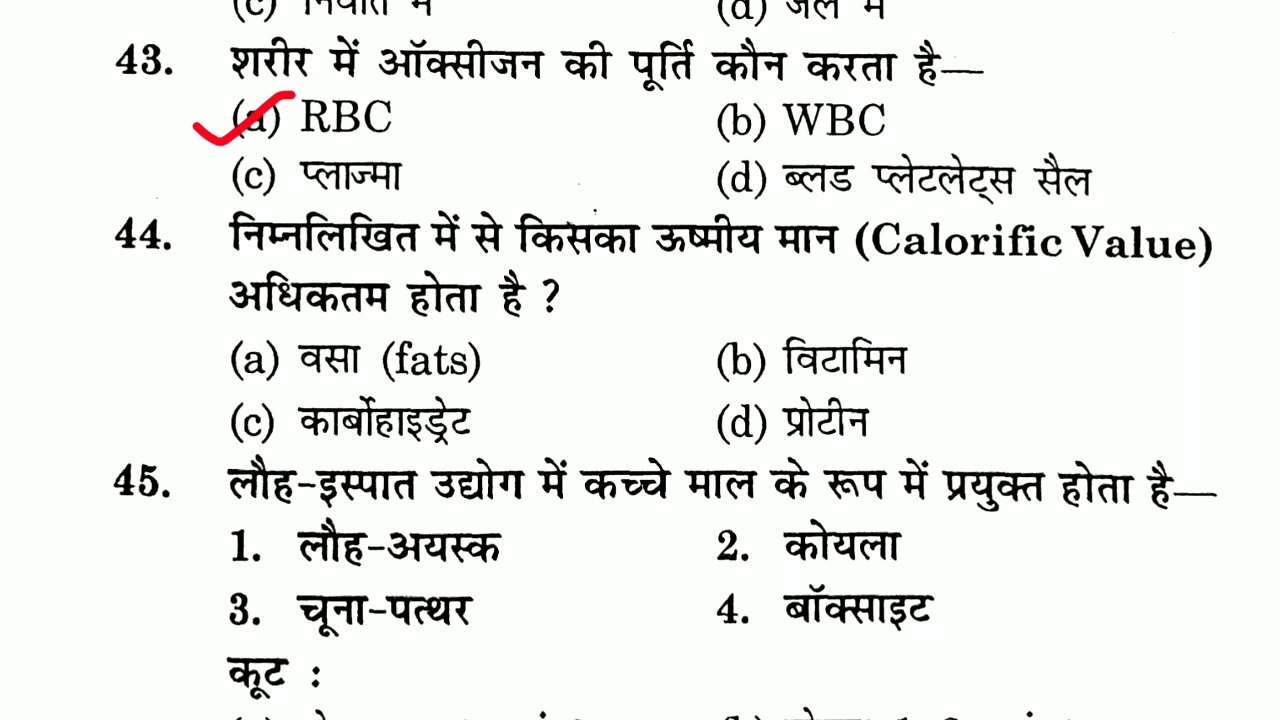 (c) निर्यात में (d) जल में
43. शरीर में ऑक्सीजन की पूर्ति कौन करता है—
(a) RBC (b) WBC
(c) प्लाज्मा (d) ब्लड प्लेटलेट्स सैल
44. निम्नलिखित में से किसका ऊष्मीय मान (Calorific Value)
अधिकतम होता है ?
(a) वसा (fats) (b) विटामिन
(c) कार्बोहाइड्रेट (d) प्रोटीन
45. लौह-इस्पात उद्योग में कच्चे माल के रूप में प्रयुक्त होता है—
1. लौह-अयस्क 2. कोयला
3. चूना-पत्थर 4. बॉक्साइट
कूट :